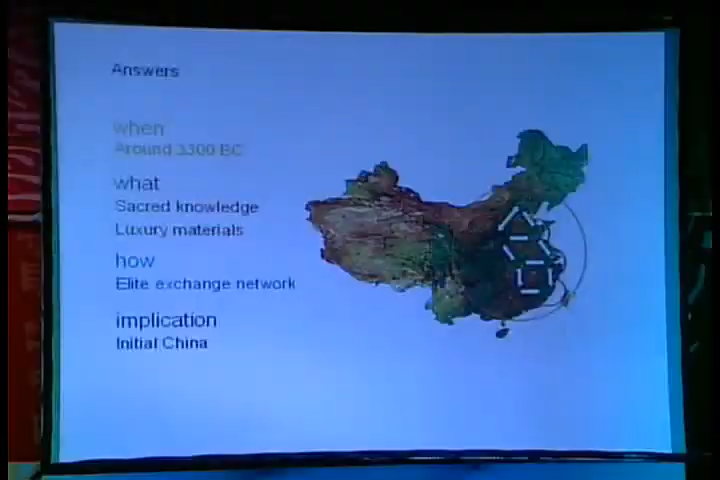 Answers
when
Around 3300 BC
what
Sacred knowledge
Luxury materials
how
Elite exchange network
implication
Initial China